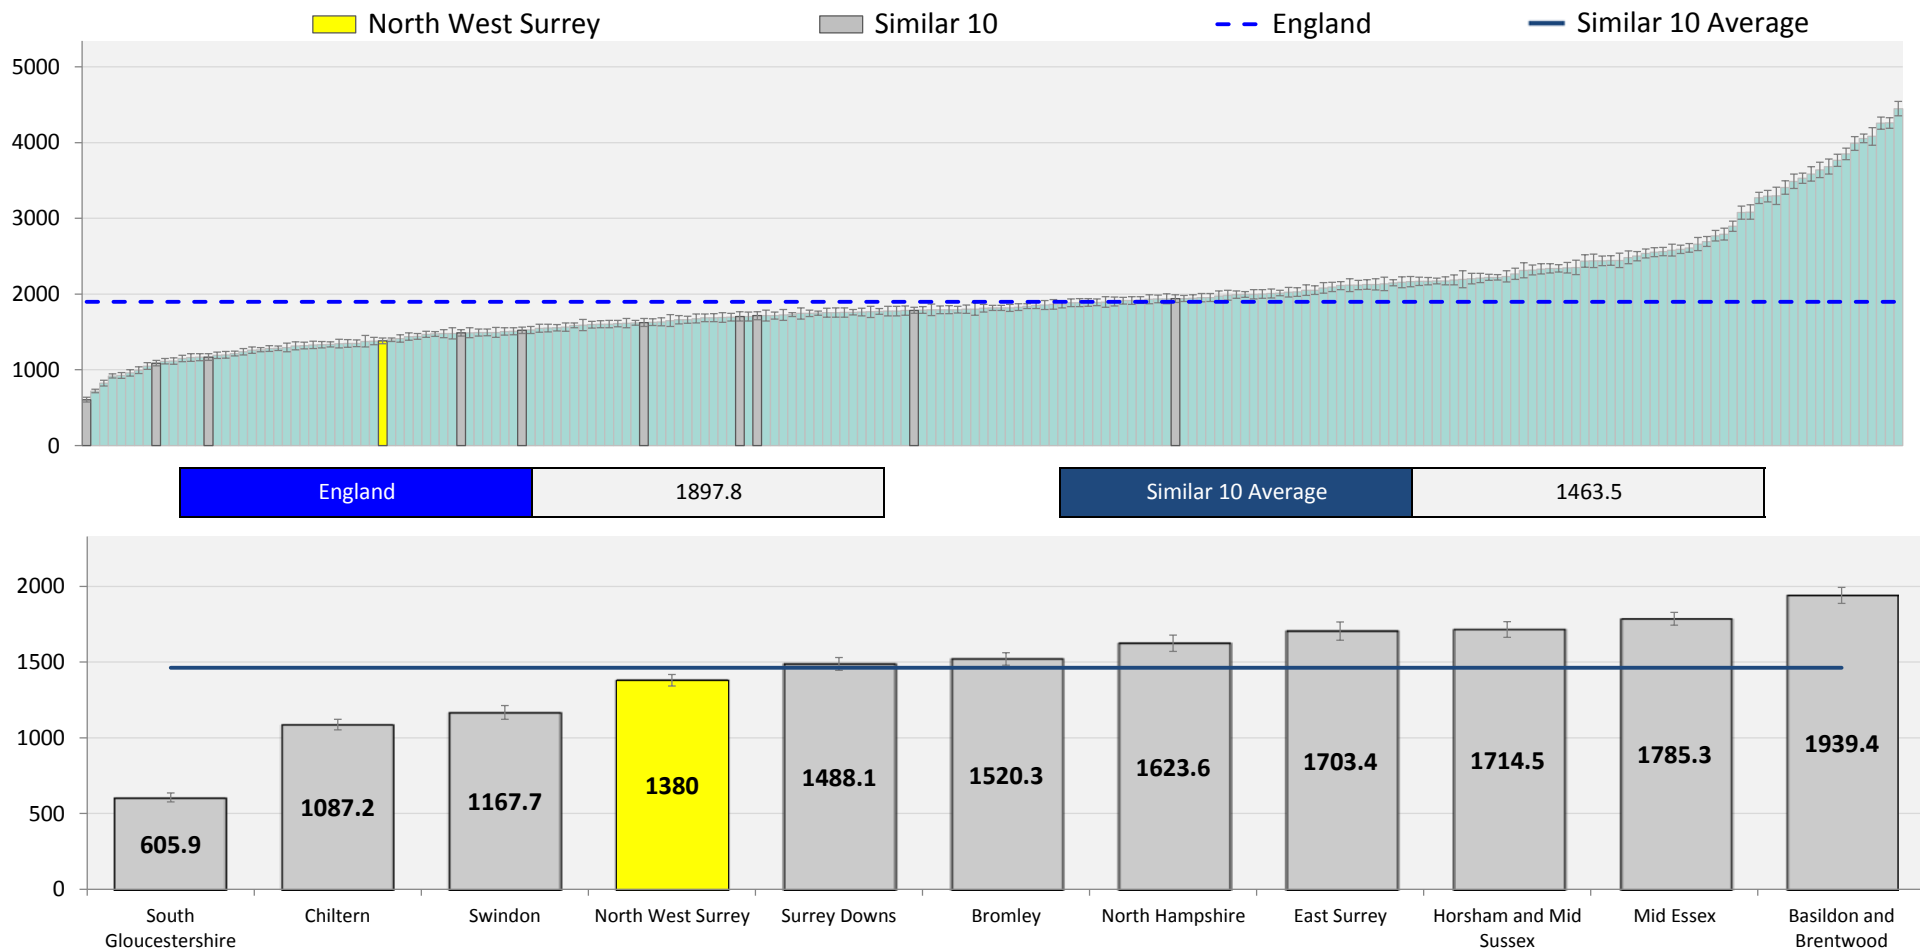 North West Surrey
Similar 10
England
Similar 10 Average
5000
4000
3000
2000
1000
0
England
1897.8
Similar 10 Average
1463.5
2000
1500
1000
500
0
605.9
1087.2
1167.7
1380
1488.1
1520.3
1623.6
1703.4
1714.5
1785.3
1939.4
South
Gloucestershire
Chiltern
Swindon
North West Surrey
Surrey Downs
Bromley
North Hampshire
East Surrey
Horsham and Mid
Sussex
Mid Essex
Basildon and
Brentwood